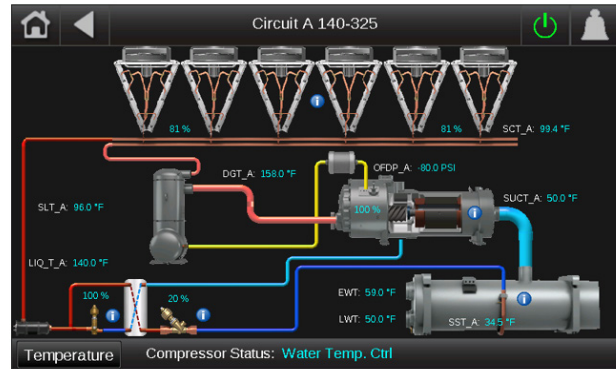 Circuit A 140-325
81 %
81 %
SCT_A: 99.4 °F
DGT_A: 158.0 °F
OFDP_A: -80.0 PSI
SLT_A: 96.0 °F
100 %
SUCT_A: 50.0 °F
LIQ_T_A: 140.0 °F
100 %
20 %
EWT: 59.0 °F
LWT: 50.0 °F
SST_A: 34.5 °F
Temperature
Compressor Status: Water Temp. Ctrl